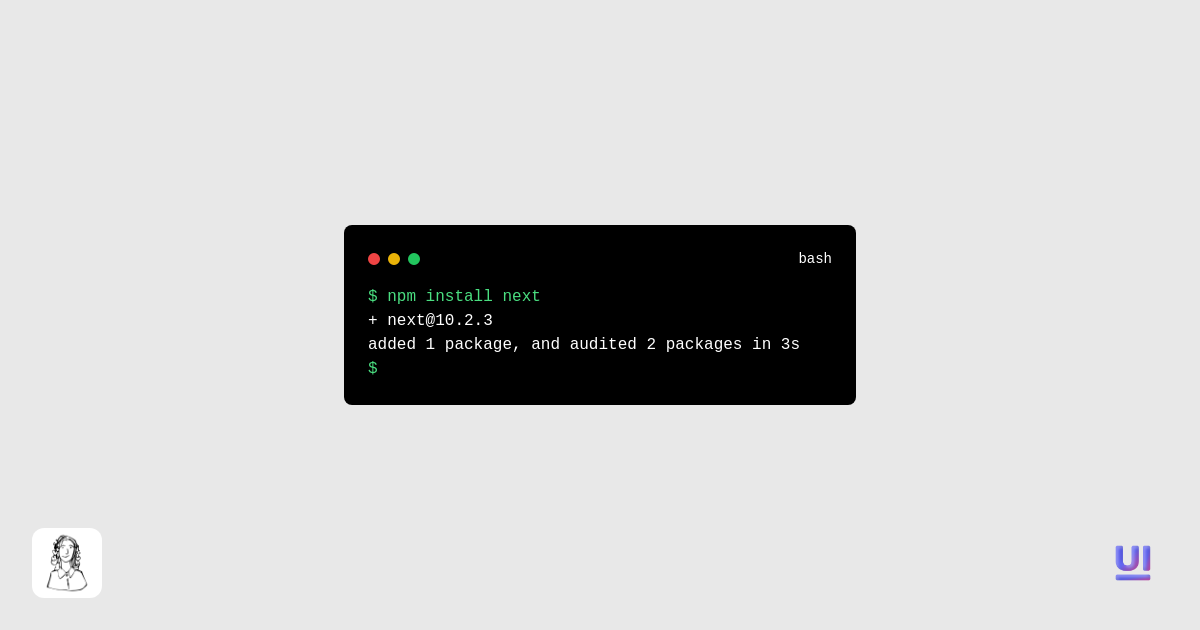 bash
$ npm install next
+ next@10.2.3
added 1 package, and audited 2 packages in 3s
$
UI